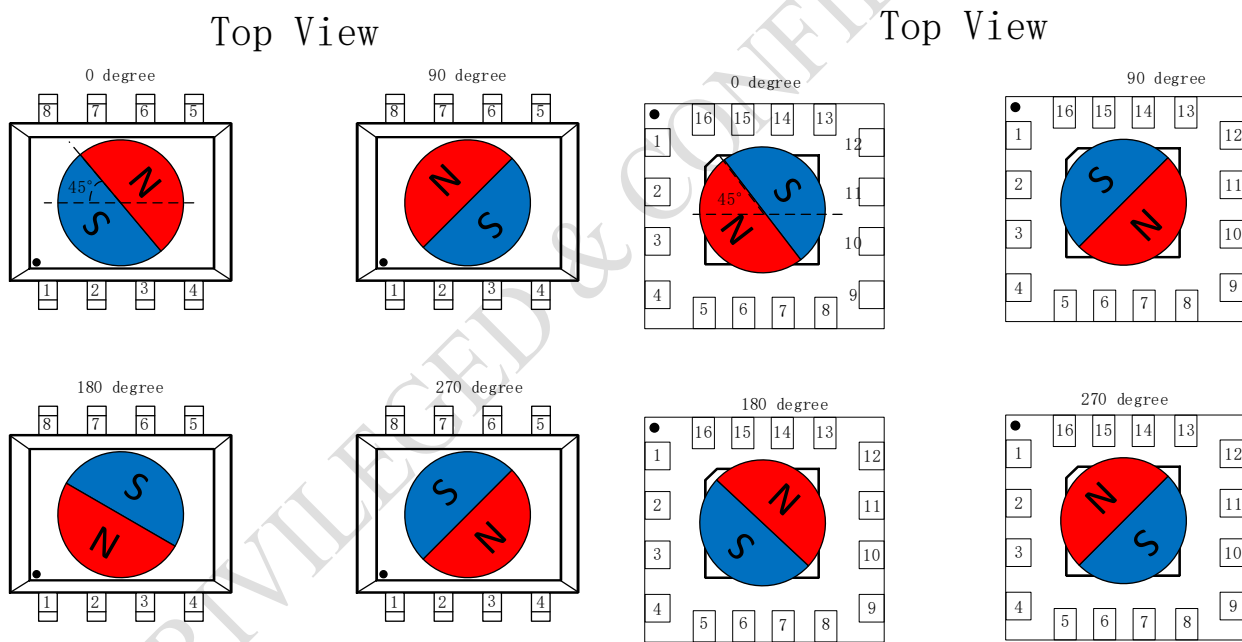 Top View
Top View
0 degree
90 degree
0 degree
90 degree
8 7 6 5
8 7 6 5
16 15 14 13
16 15 14 13
1 12
1 12
N
45°
S
N
S
2 11
2 11
S
45°
N
S
N
3 10
3 10
4 9
4 9
1 2 3 4
1 2 3 4
5 6 7 8
5 6 7 8
180 degree
270 degree
180 degree
270 degree
8 7 6 5
8 7 6 5
16 15 14 13
16 15 14 13
1 12
1 12
S
N
S
N
2 11
2 11
N
S
N
S
3 10
3 10
4 9
4 9
1 2 3 4
1 2 3 4
5 6 7 8
5 6 7 8